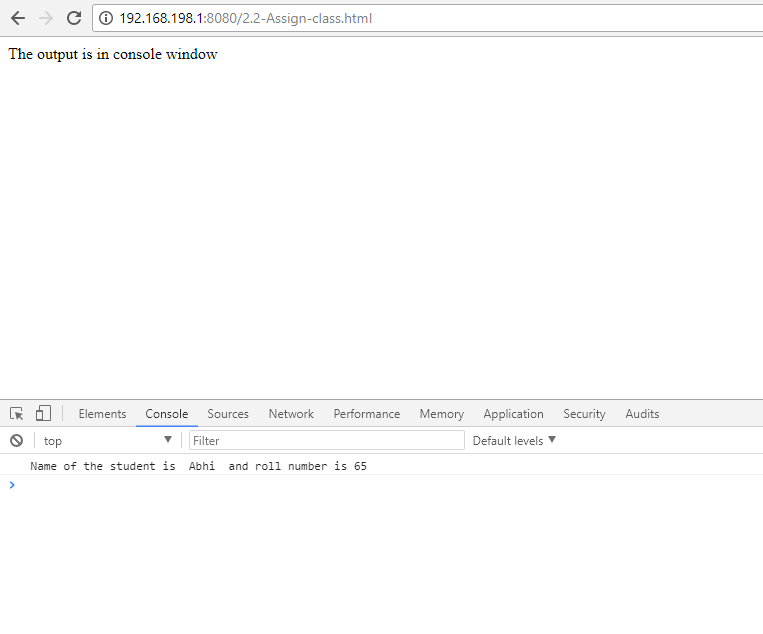 192.168.198.1:8080/2.2-Assign-class.html
The output is in console window
Elements Console Sources Network Performance Memory Application Security Audits
top Filter Default levels
Name of the student is  Abhi  and roll number is 65